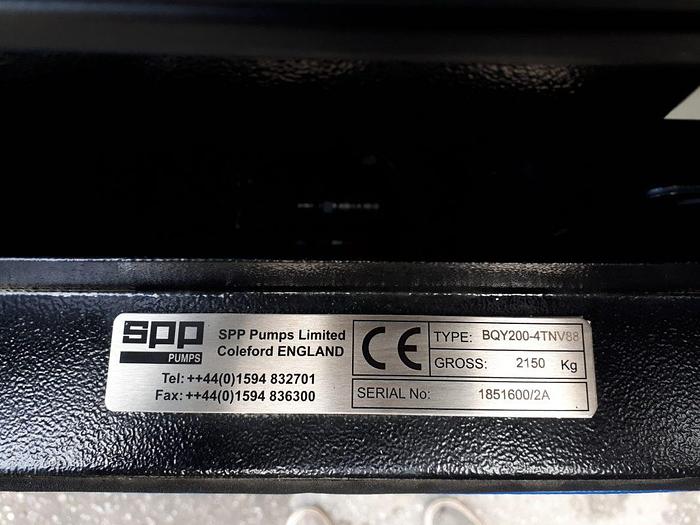 spp
PUMPS
SPP Pumps Limited
Coleford ENGLAND
Tel: ++44(0)1594 832701
Fax: ++44(0)1594 836300
CE
TYPE: BQY200-4TNV88
GROSS: 2150 Kg
SERIAL No: 1851600/2A